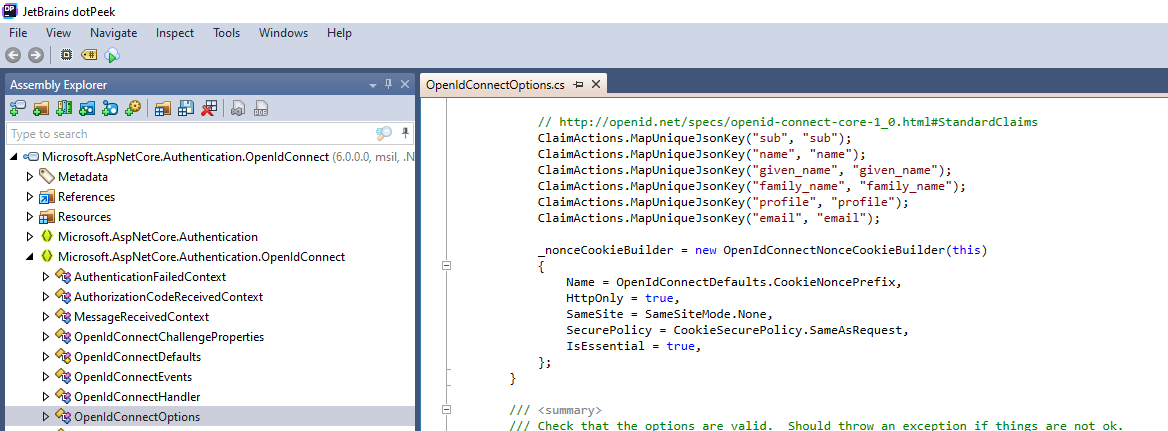 JetBrains dotPeek
File View Navigate Inspect Tools Windows Help
Assembly Explorer
Type to search
Microsoft.AspNetCore.Authentication.OpenIdConnect (6.0.0.0, msil, .N
Metadata
References
Resources
Microsoft.AspNetCore.Authentication
Microsoft.AspNetCore.Authentication.OpenIdConnect
AuthenticationFailedContext
AuthorizationCodeReceivedContext
MessageReceivedContext
OpenIdConnectChallengeProperties
OpenIdConnectDefaults
OpenIdConnectEvents
OpenIdConnectHandler
OpenIdConnectOptions
OpenIdConnectOptions.cs
// http://openid.net/specs/openid-connect-core-1_0.html#StandardClaims
ClaimActions.MapUniqueJsonKey("sub", "sub");
ClaimActions.MapUniqueJsonKey("name", "name");
ClaimActions.MapUniqueJsonKey("given_name", "given_name");
ClaimActions.MapUniqueJsonKey("family_name", "family_name");
ClaimActions.MapUniqueJsonKey("profile", "profile");
ClaimActions.MapUniqueJsonKey("email", "email");
_nonceCookieBuilder = new OpenIdConnectNonceCookieBuilder(this)
{
Name = OpenIdConnectDefaults.CookieNoncePrefix,
HttpOnly = true,
SameSite = SameSiteMode.None,
SecurePolicy = CookieSecurePolicy.SameAsRequest,
IsEssential = true,
};
}
/// <summary>
/// Check that the options are valid.  Should throw an exception if things are not ok.